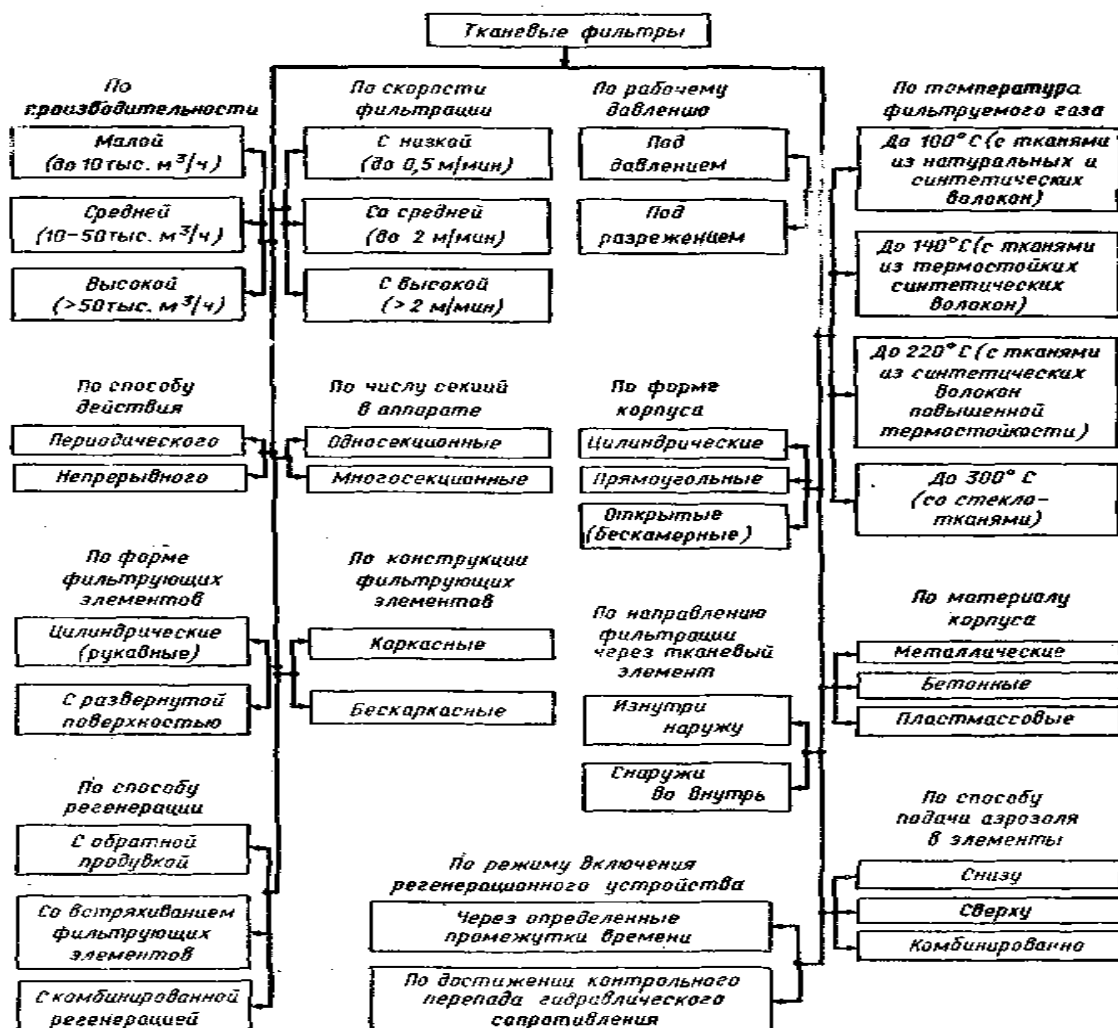 Тканевые фильтры
По
производительности
Малой
(до 10 тыс. м³/ч)
Средней
(10–50 тыс. м³/ч)
Высокой
(>50 тыс. м³/ч)
По скорости
фильтрации
С низкой
(до 0,5 м/мин)
Со средней
(до 2 м/мин)
С высокой
(>2 м/мин)
По рабочему
давлению
Под
давлением
Под
разрежением
По температура
фильтруемого газа
До 100°С (с тканями
из натуральных и
синтетических
волокон)
До 140°С (с тканями
из термостойких
синтетических
волокон)
До 220°С (с тканями
из синтетических
волокон
повышенной
термостойкости)
До 300°С
(со стекло-
тканями)
По способу
действия
Периодического
Непрерывного
По числу секций
в аппарате
Односекционные
Многосекционные
По форме
корпуса
Цилиндрические
Прямоугольные
Открытые
(бескамерные)
По форме
фильтрующих
элементов
Цилиндрические
(рукавные)
С развернутой
поверхностью
По конструкции
фильтрующих
элементов
Каркасные
Бескаркасные
По направлению
фильтрации
через тканевый
элемент
Изнутри
наружу
Снаружи
во внутрь
По материалу
корпуса
Металлические
Бетонные
Пластмассовые
По способу
регенерации
С обратной
продувкой
Со встряхиванием
фильтрующих
элементов
С комбинированной
регенерацией
По режиму включения
регенерационного устройства
Через определенные
промежутки времени
По достижении контрольного
перепада гидравлического
сопротивления
По способу
подачи аэрозоля
в элементы
Снизу
Сверху
Комбинированно